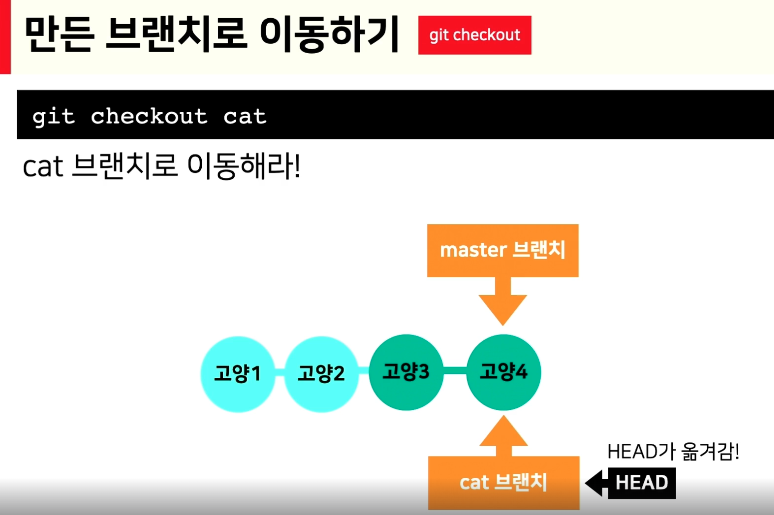 만든 브랜치로 이동하기 git checkout
git checkout cat
cat 브랜치로 이동해라!
master 브랜치
고양1 고양2 고양3 고양4
HEAD가 옮겨감!
cat 브랜치 HEAD